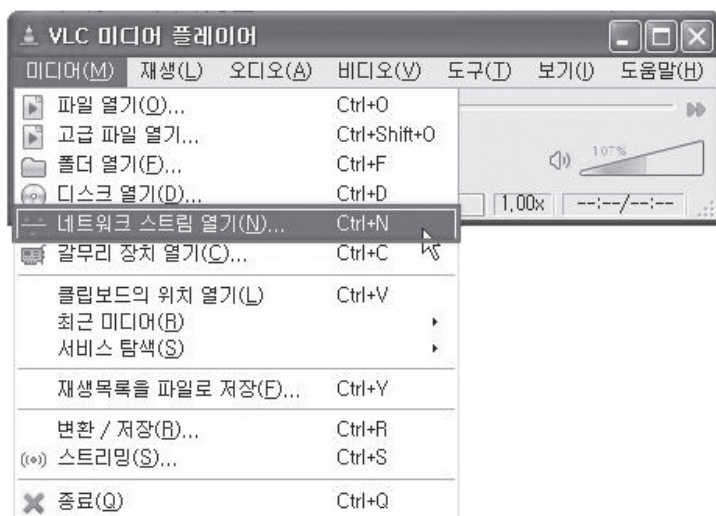 VLC 미디어 플레이어
미디어(M) 재생(L) 오디오(A) 비디오(V) 도구(T) 보기(I) 도움말(H)
파일 열기(O)... Ctrl+O
고급 파일 열기... Ctrl+Shift+O
폴더 열기(F)... Ctrl+F
107%
디스크 열기(D)... Ctrl+D
1.00x --:--/--:--
네트워크 스트림 열기(N)... Ctrl+N
갈무리 장치 열기(C)... Ctrl+C
클립보드의 위치 열기(L) Ctrl+V
최근 미디어(R)
서비스 탐색(S)
재생목록을 파일로 저장(F)... Ctrl+Y
변환 / 저장(R)... Ctrl+R
스트리밍(S)... Ctrl+S
종료(Q) Ctrl+Q